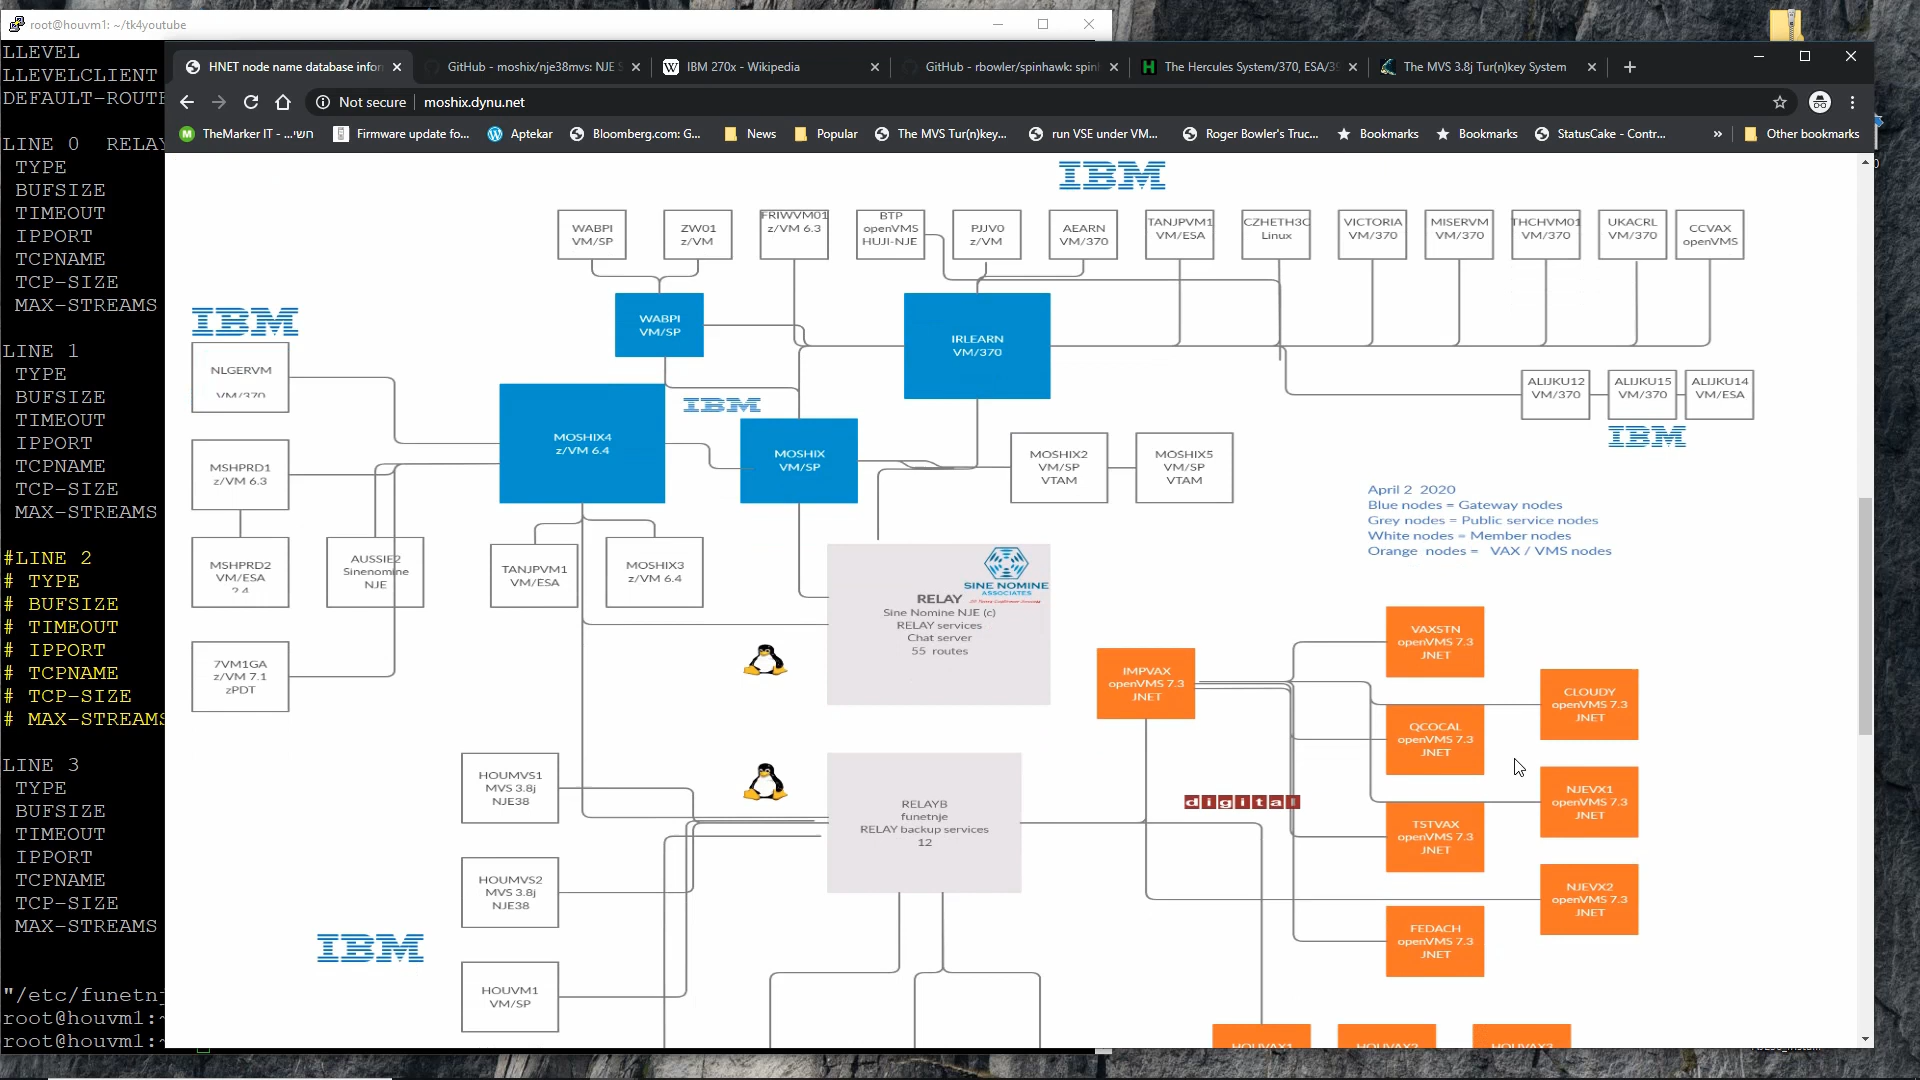 root@houvm1: ~/tk4youtube
LLEVEL
LLEVELCLIENT
DEFAULT-ROUTE
LINE 0 RELAY
TYPE
BUFSIZE
TIMEOUT
IPPORT
TCPNAME
TCP-SIZE
MAX-STREAMS
LINE 1
TYPE
BUFSIZE
TIMEOUT
IPPORT
TCPNAME
TCP-SIZE
MAX-STREAMS
#LINE 2
# TYPE
# BUFSIZE
# TIMEOUT
# IPPORT
# TCPNAME
# TCP-SIZE
# MAX-STREAMS
LINE 3
TYPE
BUFSIZE
TIMEOUT
IPPORT
TCPNAME
TCP-SIZE
MAX-STREAMS
"/etc/funetnj
root@houvm1:~
root@houvm1:~
HNET node name database infor
GitHub - moshix/nje38mvs: NJE S
IBM 270x - Wikipedia
GitHub - rbowler/spinhawk: spinh
The Hercules System/370, ESA/39
The MVS 3.8j Tur(n)key System
Not secure
moshix.dynu.net
TheMarker IT - ...חשי
Firmware update fo...
Aptekar
Bloomberg.com: G...
News
Popular
The MVS Tur(n)key...
run VSE under VM...
Roger Bowler's Truc...
Bookmarks
Bookmarks
StatusCake - Contr...
»
Other bookmarks
IBM
WABPI
VM/SP
ZW01
z/VM
FRIWVM01
z/VM 6.3
BTP
openVMS
HUJI-NJE
PJJV0
z/VM
AEARN
VM/370
TANJPVM1
VM/ESA
CZHETH3C
Linux
VICTORIA
VM/370
MISERVM
VM/370
THCHVM01
VM/370
UKACRL
VM/370
CCVAX
openVMS
IBM
WABPI
VM/SP
IRLEARN
VM/370
NLGERVM
VM/370
ALIJKU12
VM/370
ALIJKU15
VM/370
ALIJKU14
VM/ESA
IBM
IBM
MOSHIX4
z/VM 6.4
MOSHIX
VM/SP
MOSHIX2
VM/SP
VTAM
MOSHIX5
VM/SP
VTAM
MSHPRD1
z/VM 6.3
April 2 2020
Blue nodes = Gateway nodes
Grey nodes = Public service nodes
White nodes = Member nodes
Orange nodes = VAX / VMS nodes
MSHPRD2
VM/ESA
2.4
AUSSIE2
Sinenomine
NJE
TANJPVM1
VM/ESA
MOSHIX3
z/VM 6.4
SINE NOMINE
ASSOCIATES
RELAY
Sine Nomine NJE (c)
RELAY services
Chat server
55 routes
7VM1GA
z/VM 7.1
zPDT
IMPVAX
openVMS 7.3
JNET
VAXSTN
openVMS 7.3
JNET
CLOUDY
openVMS 7.3
JNET
QCOCAL
openVMS 7.3
JNET
NJEVX1
openVMS 7.3
JNET
digital
TSTVAX
openVMS 7.3
JNET
NJEVX2
openVMS 7.3
JNET
FEDACH
openVMS 7.3
JNET
HOUMVS1
MVS 3.8j
NJE38
RELAYB
funetnje
RELAY backup services
12
HOUMVS2
MVS 3.8j
NJE38
IBM
HOUVM1
VM/SP
HOUVAX1
HOUVAX2
HOUVAX3